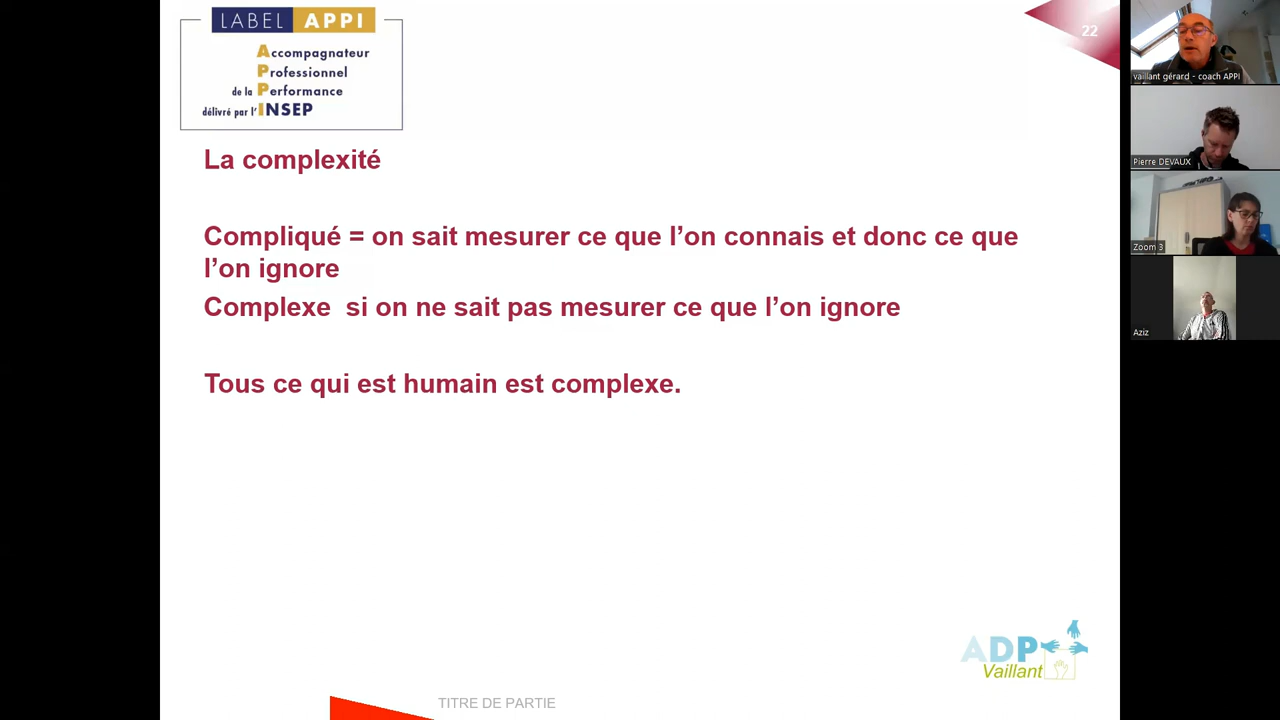 LABEL APPI
Accompagnateur
Professionnel
de la Performance
délivré par l'INSEP
22
La complexité
Compliqué = on sait mesurer ce que l’on connais et donc ce que
l’on ignore
Complexe si on ne sait pas mesurer ce que l’on ignore
Tous ce qui est humain est complexe.
ADP
Vaillant
TITRE DE PARTIE
vaillant gérard - coach APPI
Pierre DEVAUX
Zoom 3
Aziz